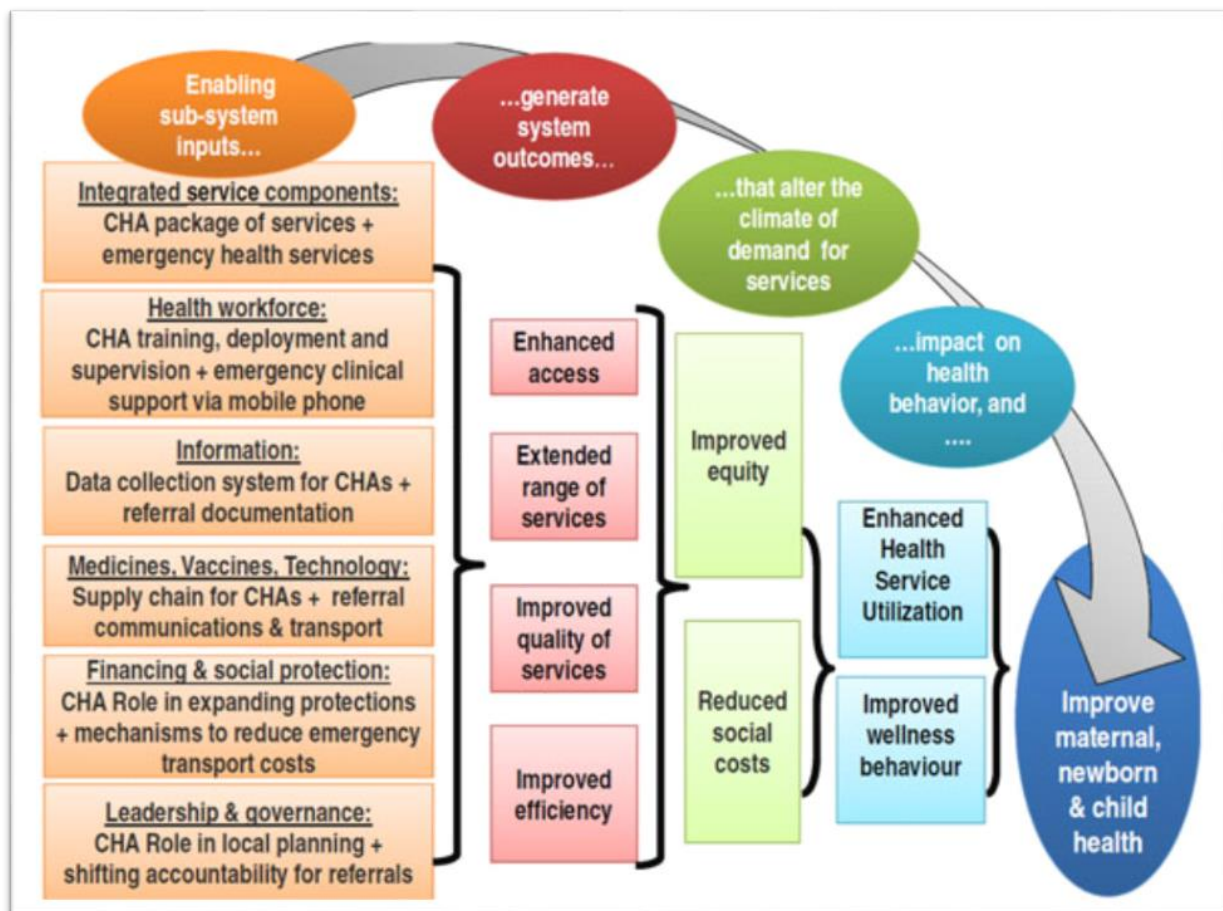 Enabling
sub-system
inputs...
...generate
system
outcomes...
...that alter the
climate of
demand for
services
...impact on
health
behavior, and
....
Integrated service components:
CHA package of services +
emergency health services
Health workforce:
CHA training, deployment and
supervision + emergency clinical
support via mobile phone
Information:
Data collection system for CHAs +
referral documentation
Medicines, Vaccines, Technology:
Supply chain for CHAs + referral
communications & transport
Financing & social protection:
CHA Role in expanding protections
+ mechanisms to reduce emergency
transport costs
Leadership & governance:
CHA Role in local planning +
shifting accountability for referrals
Enhanced
access
Extended
range of
services
Improved
quality of
services
Improved
efficiency
Improved
equity
Reduced
social
costs
Enhanced
Health
Service
Utilization
Improved
wellness
behaviour
Improve
maternal,
newborn
& child
health